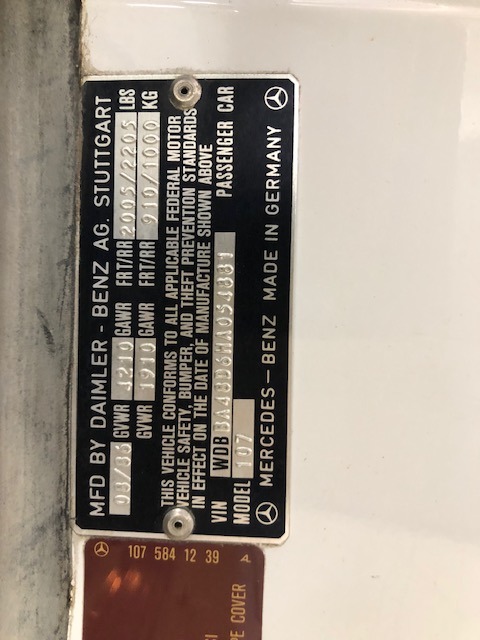 MFD BY DAIMLER - BENZ AG. STUTTGART
08/86 GVWR 4210 GAWR FRT/RR 2005/2205 LBS
GVWR 1910 GAWR FRT/RR 910/1000 KG
THIS VEHICLE CONFORMS TO ALL APPLICABLE FEDERAL MOTOR
VEHICLE SAFETY, BUMPER, AND THEFT PREVENTION STANDARDS
IN EFFECT ON THE DATE OF MANUFACTURE SHOWN ABOVE
VIN WDB PASSENGER CAR
MODEL 107
MERCEDES – BENZ MADE IN GERMANY
107 584 12 39 A
COVER